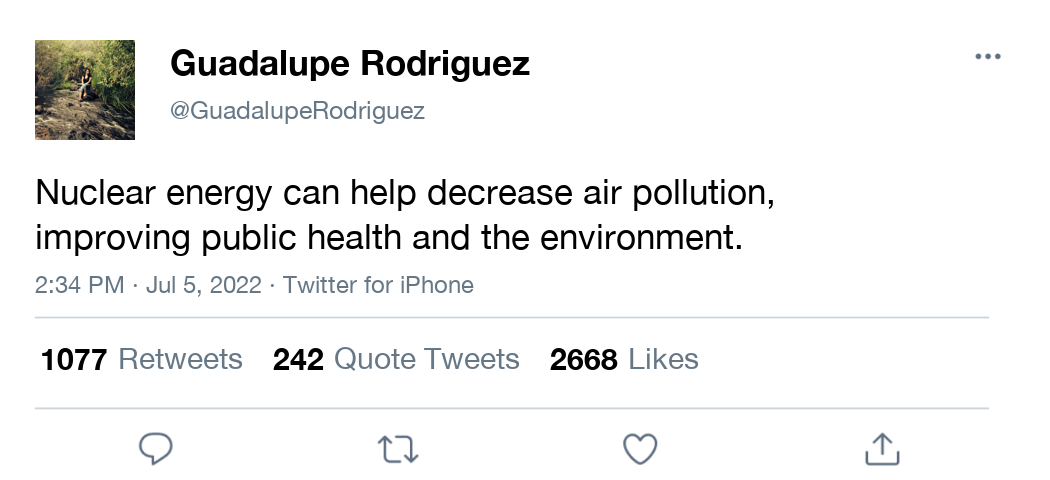 Guadalupe Rodriguez
@GuadalupeRodriguez
Nuclear energy can help decrease air pollution,
improving public health and the environment.
2:34 PM · Jul 5, 2022 · Twitter for iPhone
1077 Retweets 242 Quote Tweets 2668 Likes